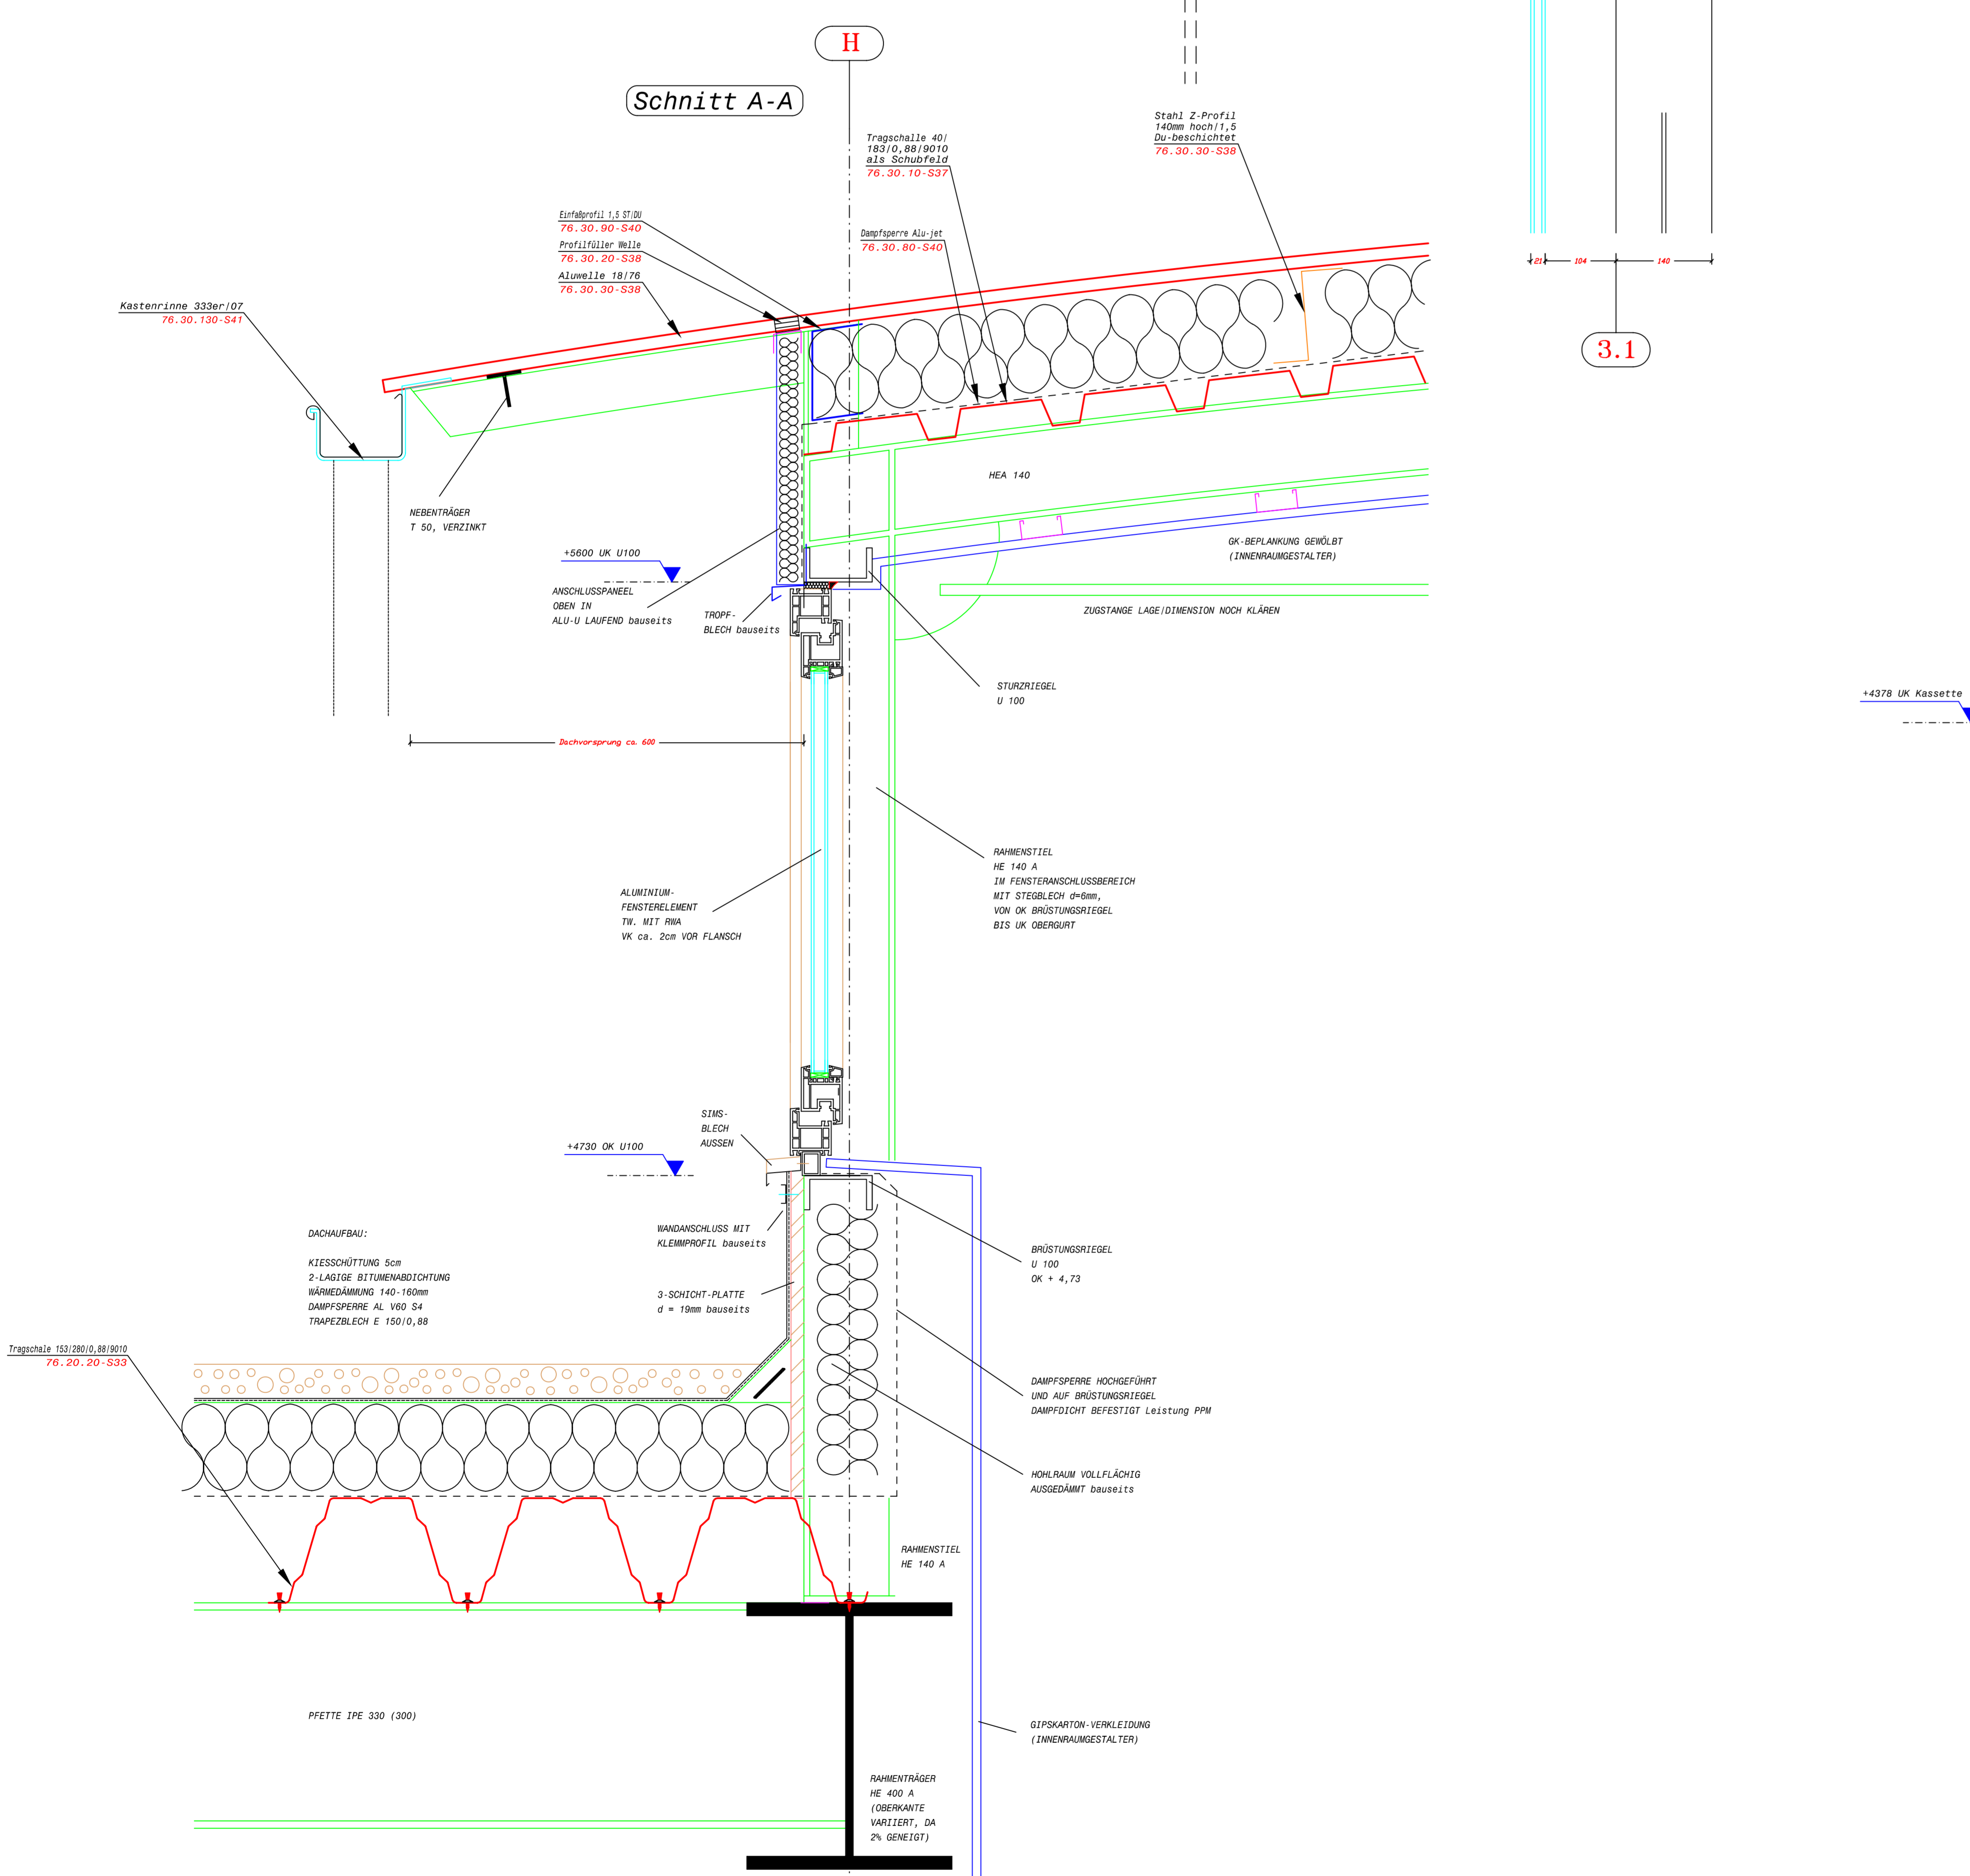 H
Schnitt A-A
Stahl Z-Profil
140mm hoch/1,5
Du-beschichtet
76.30.30-S38
Tragschalle 40/
183/0,88/9010
als Schubfeld
76.30.10-S37
Einfaßprofil 1,5 ST/DU
76.30.90-S40
Profilfüller Welle
76.30.20-S38
Aluwelle 18/76
76.30.30-S38
Dampfsperre Alu-jet
76.30.80-S40
21
104
140
Kastenrinne 333er/07
76.30.130-S41
3.1
HEA 140
NEBENTRÄGER
T 50, VERZINKT
GK-BEPLANKUNG GEWÖLBT
(INNENRAUMGESTALTER)
+5600 UK U100
ANSCHLUSSPANEEL
OBEN IN
ALU-U LAUFEND bauseits
TROPF-
BLECH bauseits
ZUGSTANGE LAGE/DIMENSION NOCH KLÄREN
STURZRIEGEL
U 100
+4378 UK Kassette
Dachvorsprung ca. 600
RAHMENSTIEL
HE 140 A
IM FENSTERANSCHLUSSBEREICH
MIT STEGBLECH d=6mm,
VON OK BRÜSTUNGSRIEGEL
BIS UK OBERGURT
ALUMINIUM-
FENSTERELEMENT
TW. MIT RWA
VK ca. 2cm VOR FLANSCH
SIMS-
BLECH
AUSSEN
+4730 OK U100
WANDANSCHLUSS MIT
KLEMMPROFIL bauseits
DACHAUFBAU:
KIESSCHÜTTUNG 5cm
2-LAGIGE BITUMENABDICHTUNG
WÄRMEDÄMMUNG 140-160mm
DAMPFSPERRE AL V60 S4
TRAPEZBLECH E 150/0,88
BRÜSTUNGSRIEGEL
U 100
OK + 4,73
3-SCHICHT-PLATTE
d = 19mm bauseits
Tragschale 153/280/0,88/9010
76.20.20-S33
DAMPFSPERRE HOCHGEFÜHRT
UND AUF BRÜSTUNGSRIEGEL
DAMPFDICHT BEFESTIGT Leistung PPM
HOHLRAUM VOLLFLÄCHIG
AUSGEDÄMMT bauseits
RAHMENSTIEL
HE 140 A
PFETTE IPE 330 (300)
GIPSKARTON-VERKLEIDUNG
(INNENRAUMGESTALTER)
RAHMENTRÄGER
HE 400 A
(OBERKANTE
VARIIERT, DA
2% GENEIGT)